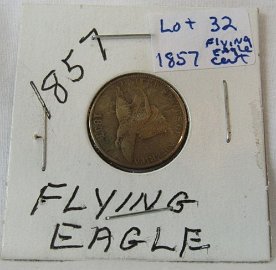 Lot 32
1857 Flying Eagle Cent
1857
FLYING
EAGLE